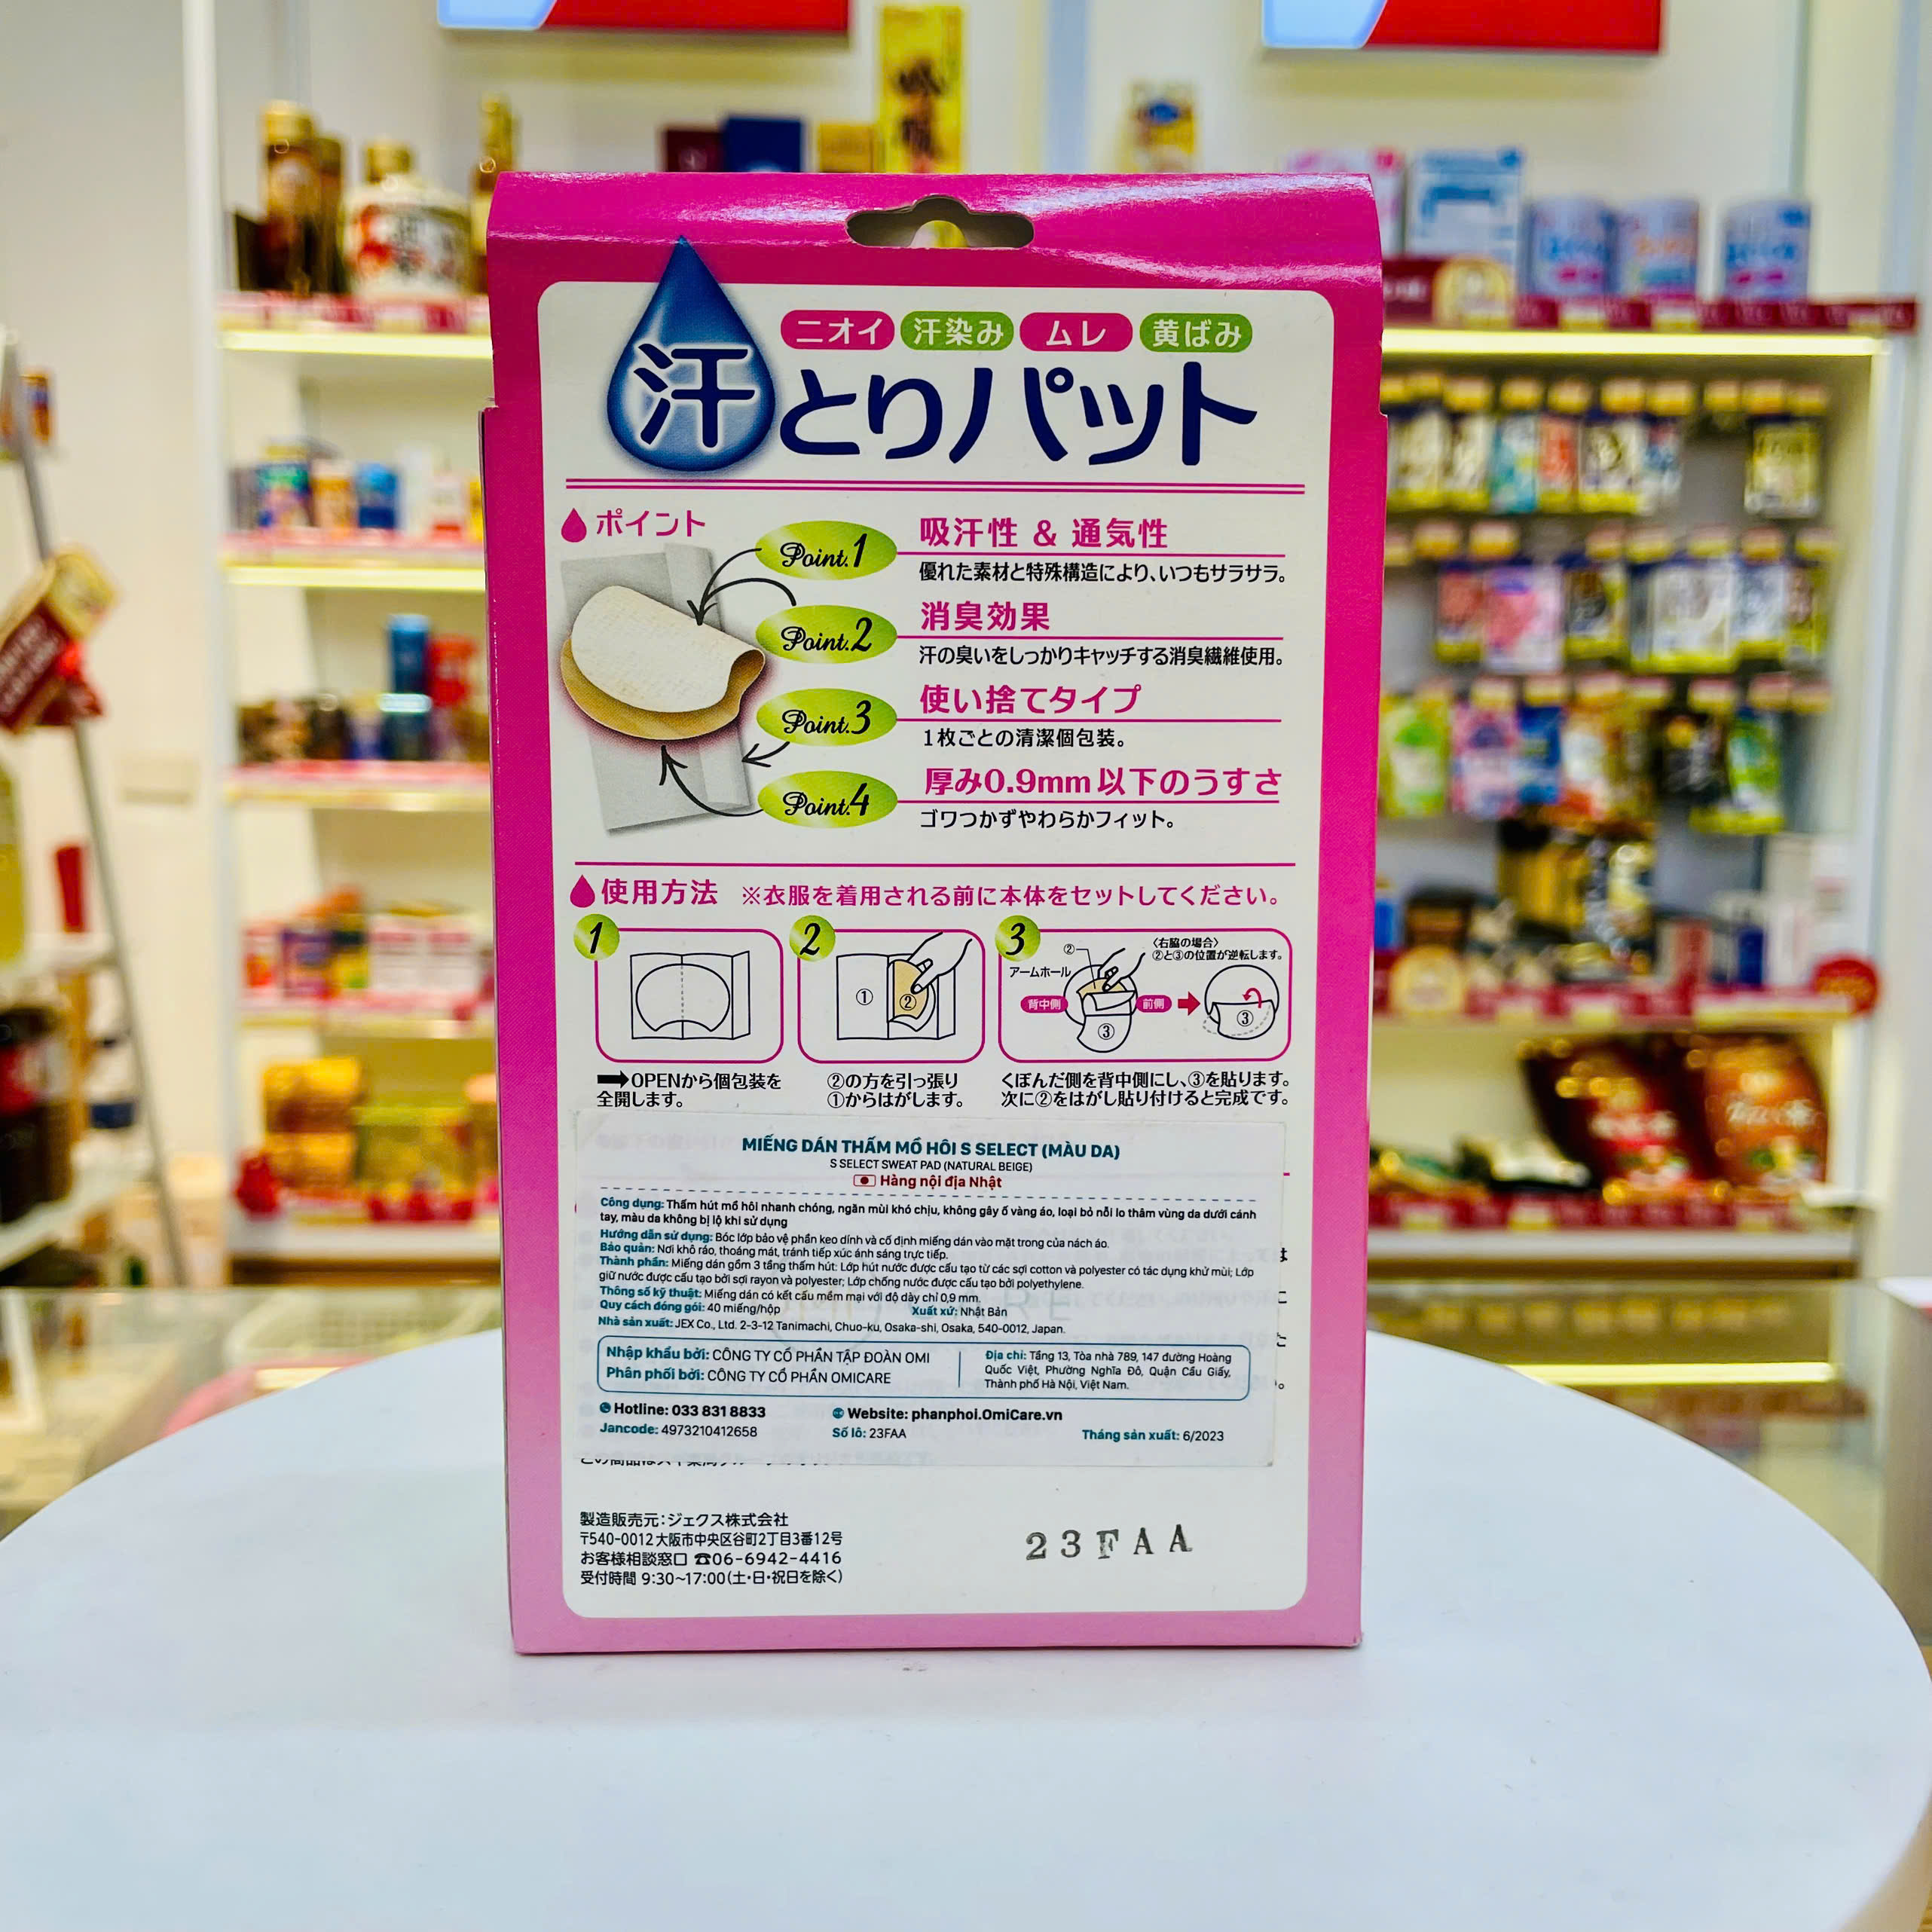 ニオイ 汗染み ムレ 黄ばみ
汗とりパット
ポイント
Point.1 吸汗性 & 通気性
優れた素材と特殊構造により、いつもサラサラ。
Point.2 消臭効果
汗の臭いをしっかりキャッチする消臭繊維使用。
Point.3 使い捨てタイプ
1枚ごとの清潔個包装。
Point.4 厚み0.9mm以下のうすさ
ゴワつかずやわらかフィット。
使用方法 ※衣服を着用される前に本体をセットしてください。
1
➡OPENから個包装を
全開します。
2
① ②
②の方を引っ張り
①からはがします。
3
〈右脇の場合〉
②と③の位置が逆転します。
②
アームホール
背中側 前側
③ ③
くぼんだ側を背中側にし、③を貼ります。
次に②をはがし貼り付けると完成です。
MIẾNG DÁN THẤM MỒ HÔI S SELECT (MÀU DA)
S SELECT SWEAT PAD (NATURAL BEIGE)
Hàng nội địa Nhật
Công dụng: Thấm hút mồ hôi nhanh chóng, ngăn mùi khó chịu, không gây ố vàng áo, loại bỏ nỗi lo thâm vùng da dưới cánh
tay, màu da không bị lộ khi sử dụng
Hướng dẫn sử dụng: Bóc lớp bảo vệ phần keo dính và cố định miếng dán vào mặt trong của nách áo.
Bảo quản: Nơi khô ráo, thoáng mát, tránh tiếp xúc ánh sáng trực tiếp.
Thành phần: Miếng dán gồm 3 tầng thấm hút: Lớp hút nước được cấu tạo từ các sợi cotton và polyester có tác dụng khử mùi; Lớp
giữ nước được cấu tạo bởi sợi rayon và polyester; Lớp chống nước được cấu tạo bởi polyethylene.
Thông số kỹ thuật: Miếng dán có kết cấu mềm mại với độ dày chỉ 0,9 mm.
Quy cách đóng gói: 40 miếng/hộp Xuất xứ: Nhật Bản
Nhà sản xuất: JEX Co., Ltd. 2-3-12 Tanimachi, Chuo-ku, Osaka-shi, Osaka, 540-0012, Japan.
Nhập khẩu bởi: CÔNG TY CỔ PHẦN TẬP ĐOÀN OMI
Phân phối bởi: CÔNG TY CỔ PHẦN OMICARE
Địa chỉ: Tầng 13, Tòa nhà 789, 147 đường Hoàng
Quốc Việt, Phường Nghĩa Đô, Quận Cầu Giấy,
Thành phố Hà Nội, Việt Nam.
Hotline: 033 831 8833 Website: phanphoi.OmiCare.vn
Jancode: 4973210412658 Số lô: 23FAA Tháng sản xuất: 6/2023
製造販売元:ジェクス株式会社
〒540-0012大阪市中央区谷町2丁目3番12号
お客様相談窓口 ☎06-6942-4416
受付時間 9:30~17:00(土・日・祝日を除く)
23FAA